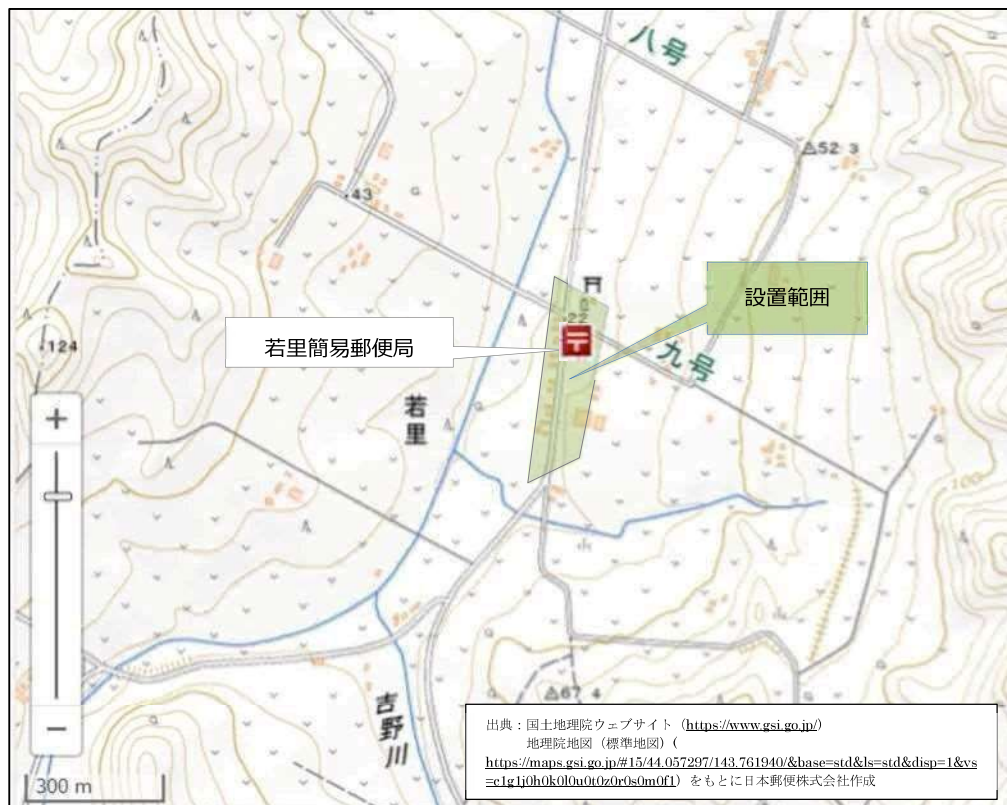 八号
52 3
43
22
設置範囲
若里簡易郵便局
九号
124
若里
100
吉野川
67 4
+
−
300 m
出典：国土地理院ウェブサイト（https://www.gsi.go.jp/）
地理院地図（標準地図）(
https://maps.gsi.go.jp/#15/44.057297/143.761940/&base=std&ls=std&disp=1&vs
=c1g1j0h0k0l0u0t0z0r0s0m0f1）をもとに日本郵便株式会社作成